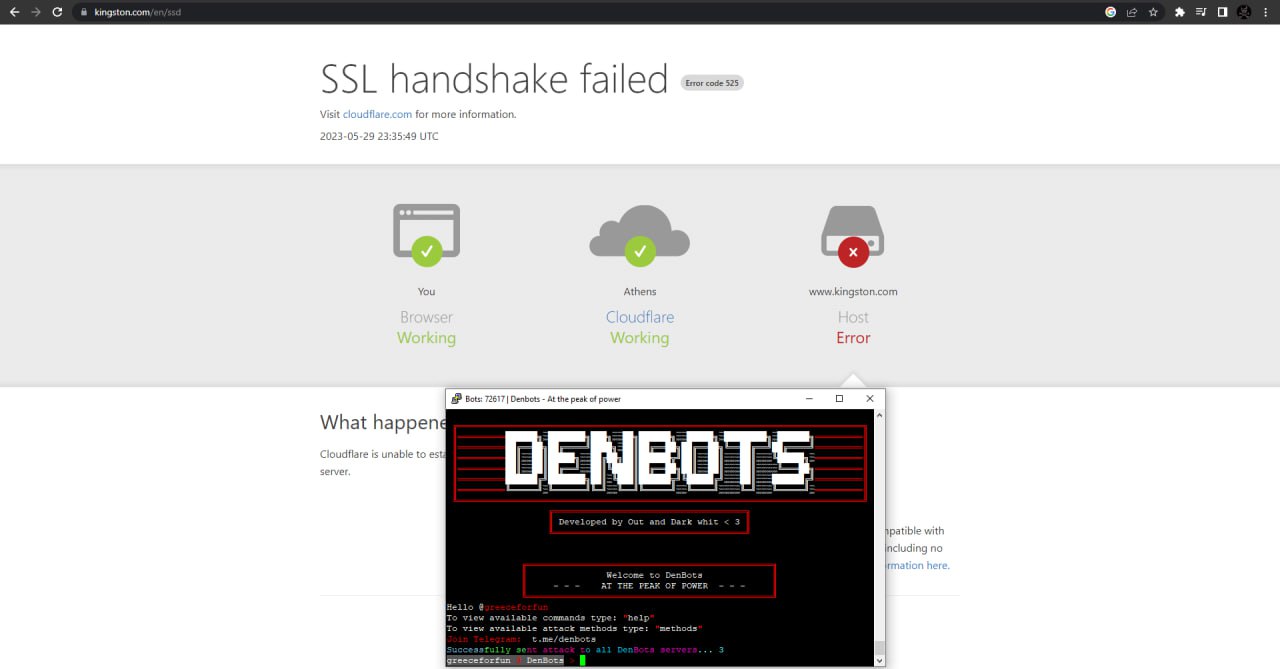 kingston.com/en/ssd
SSL handshake failed Error code 525
Visit cloudflare.com for more information.
2023-05-29 23:35:49 UTC
You
Athens
www.kingston.com
Browser
Cloudflare
Host
Working
Working
Error
What happene
Cloudflare is unable to esta
server.
npatible with
including no
rmation here.
Bots: 72617 | Denbots - At the peak of power
DENBOTS
Developed by Out and Dark whit < 3
Welcome to DenBots
- - - AT THE PEAK OF POWER - - -
Hello @greeceforfun
To view available commands type: "help"
To view available attack methods type: "methods"
Join Telegram: t.me/denbots
Successfully sent attack to all DenBots servers... 3
greeceforfun DenBots >